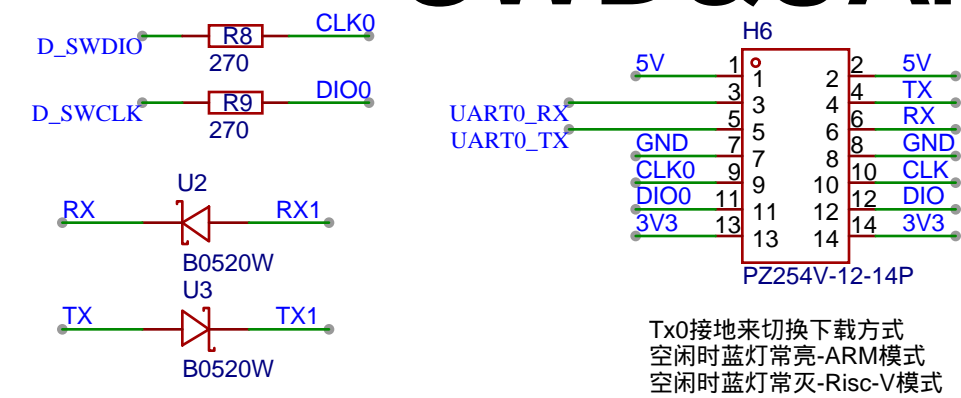 D_SWDIO R8 CLK0
270
D_SWCLK R9 DIO0
270
U2
RX RX1
B0520W
U3
TX TX1
B0520W
H6
5V 1 1 2 2 5V
3 3 4 4 TX
UART0_RX 5 5 6 6 RX
UART0_TX
GND 7 7 8 8 GND
CLK0 9 9 10 10 CLK
DIO0 11 11 12 12 DIO
3V3 13 13 14 14 3V3
PZ254V-12-14P
Tx0接地来切换下载方式
空闲时蓝灯常亮-ARM模式
空闲时蓝灯常灭-Risc-V模式